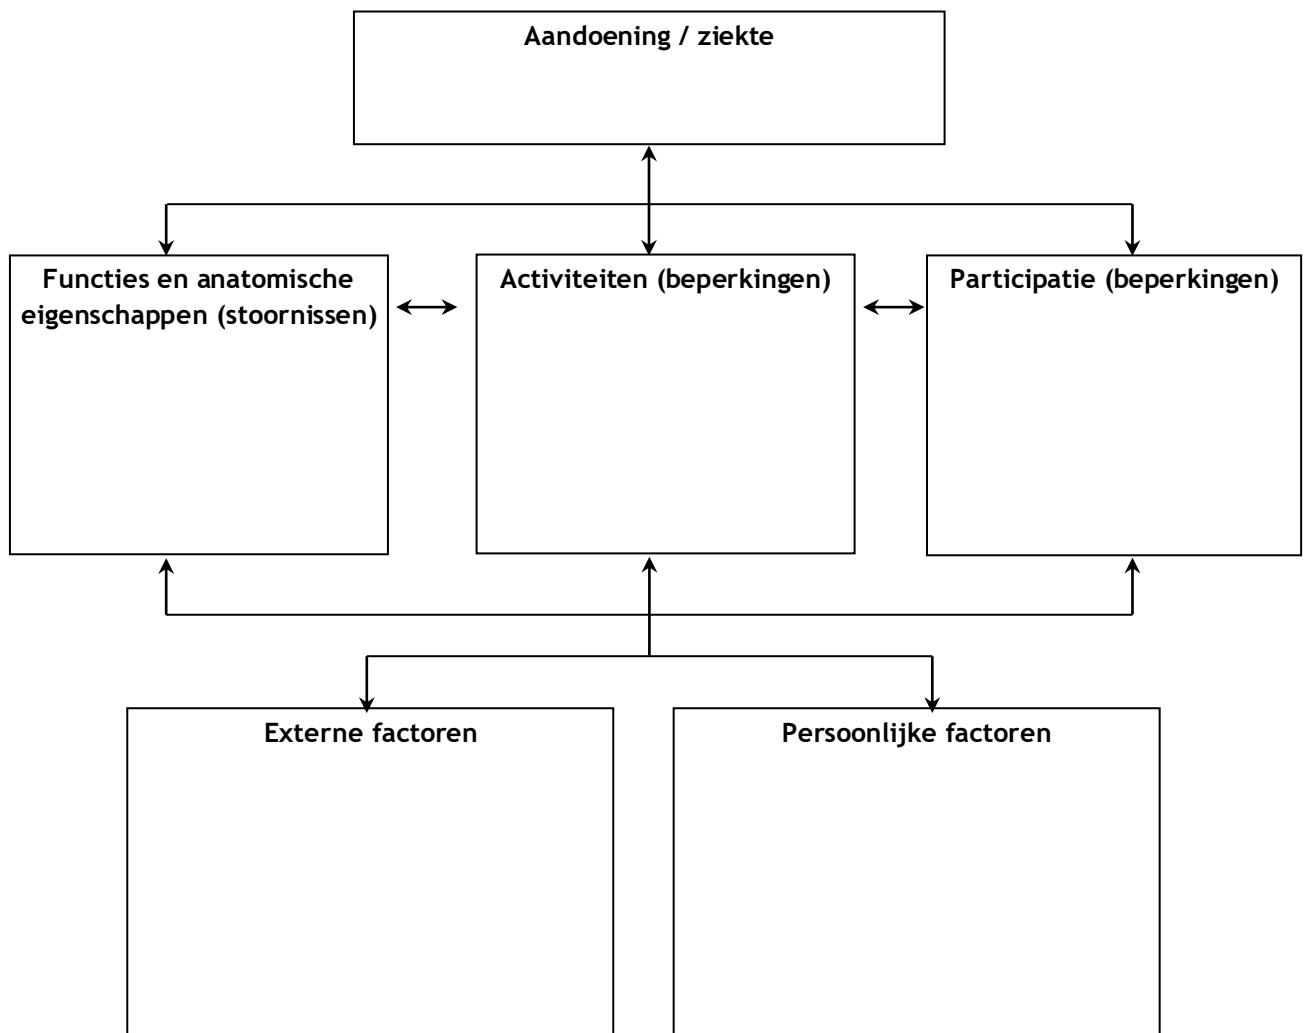 Aandoening / ziekte
Functies en anatomische
eigenschappen (stoornissen)
Activiteiten (beperkingen)
Participatie (beperkingen)
Externe factoren
Persoonlijke factoren